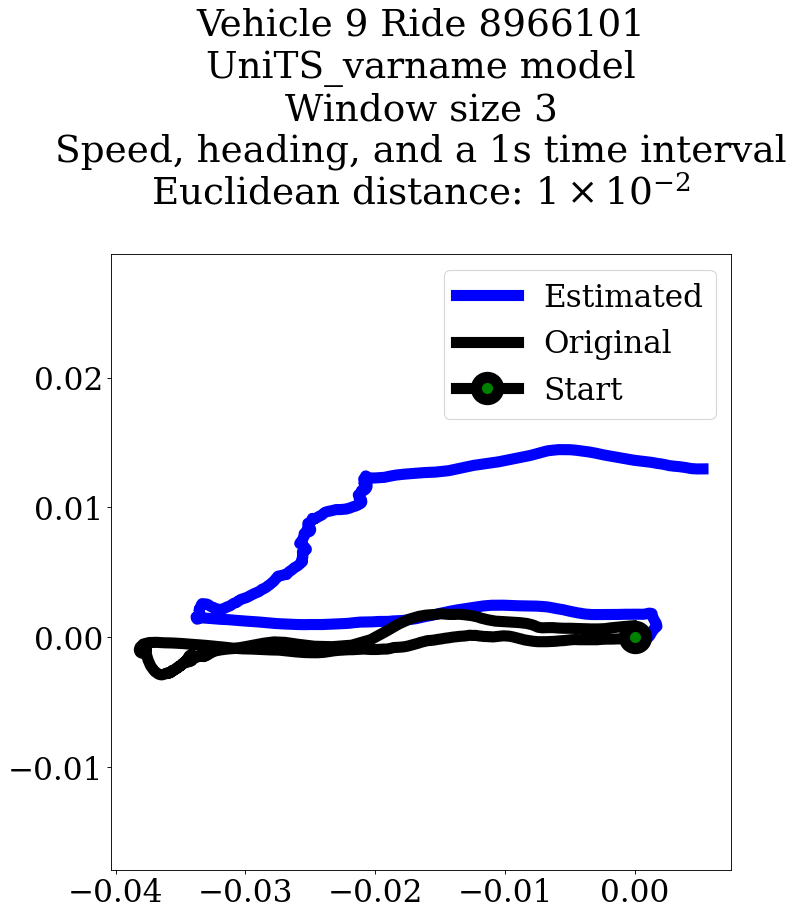 Vehicle 9 Ride 8966101
UniTS_varname model
Window size 3
Speed, heading, and a 1s time interval
Euclidean distance: 1 × 10⁻²
Estimated
Original
Start
0.02
0.01
0.00
−0.01
−0.04 −0.03 −0.02 −0.01 0.00